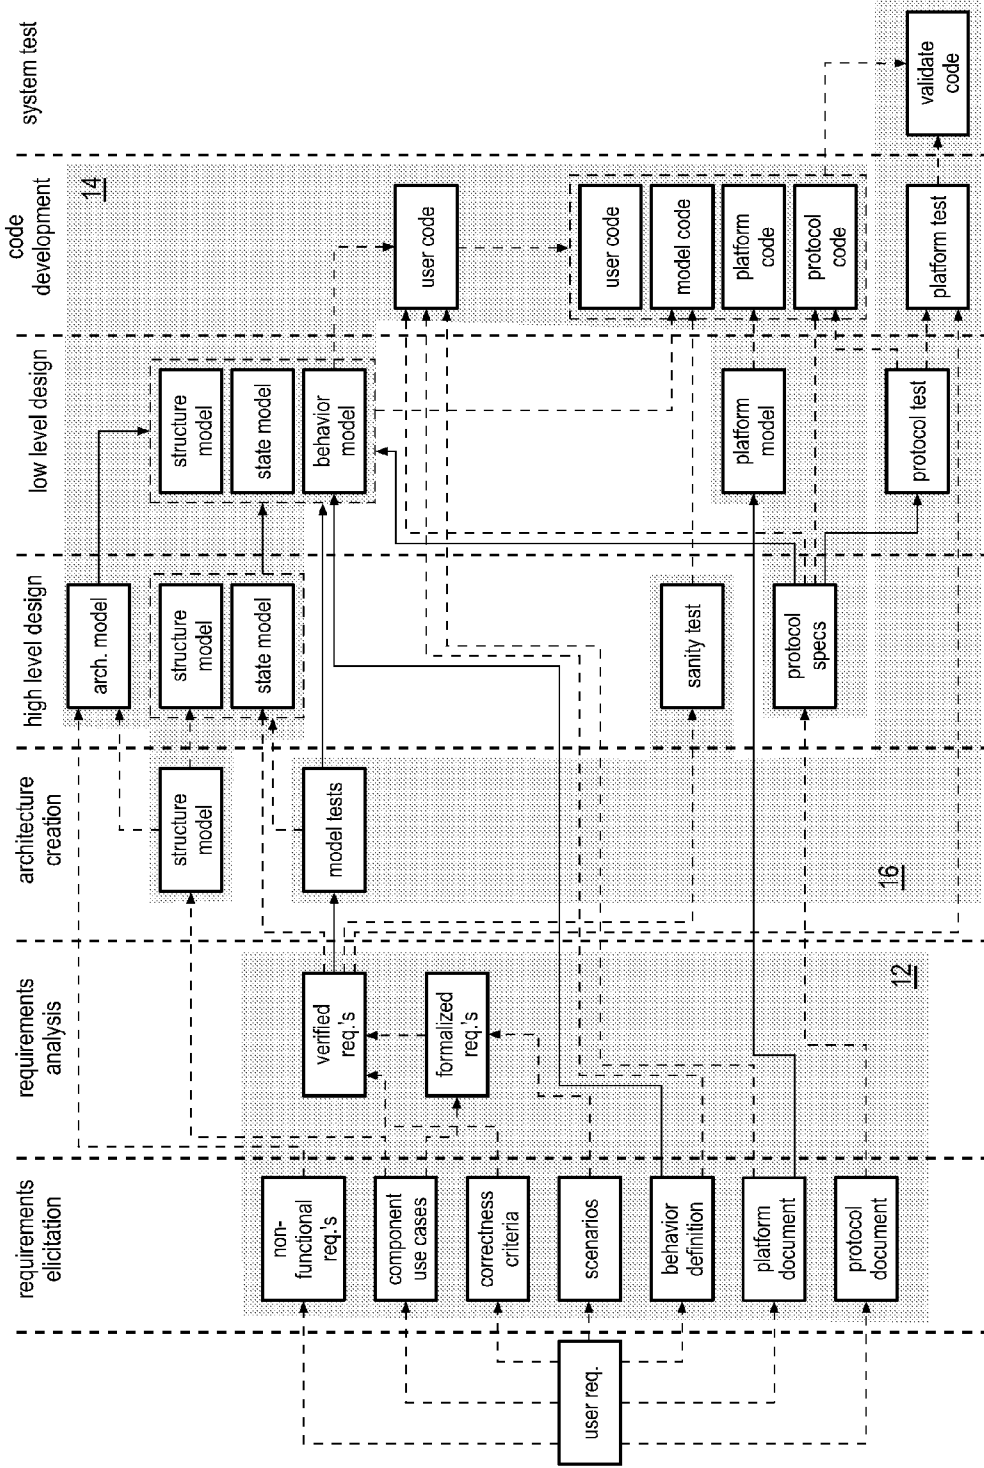 requirements
elicitation
requirements
analysis
architecture
creation
high level design
low level design
code
development
system test
user req.
non-
functional
req.'s
component
use cases
correctness
criteria
scenarios
behavior
definition
platform
document
protocol
document
verified
req.'s
formalized
req.'s
12
structure
model
model tests
16
arch. model
structure
model
state model
sanity test
protocol
specs
structure
model
state model
behavior
model
platform
model
protocol test
14
user code
user code
model code
platform
code
protocol
code
platform test
validate
code